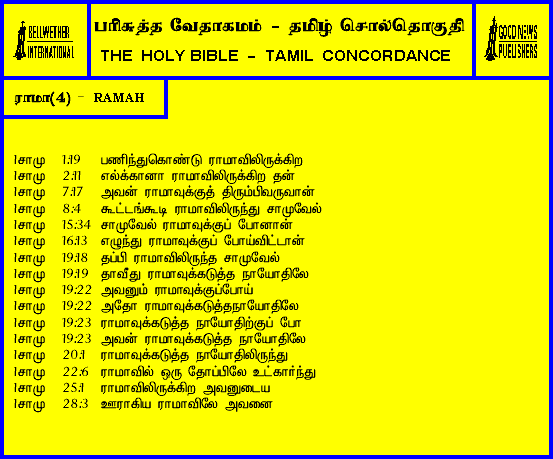 BELLWETHER
INTERNATIONAL
பரிசுத்த வேதாகமம் - தமிழ் சொல்தொகுதி
THE HOLY BIBLE - TAMIL CONCORDANCE
GOOD NEWS
PUBLISHERS
ராமா(4) - RAMAH
1சாமு 1:19 பணிந்துகொண்டு ராமாவிலிருக்கிற
1சாமு 2:11 எல்க்கானா ராமாவிலிருக்கிற தன்
1சாமு 7:17 அவன் ராமாவுக்குத் திரும்பிவருவான்
1சாமு 8:4 கூட்டங்கூடி ராமாவிலிருந்து சாமுவேல்
1சாமு 15:34 சாமுவேல் ராமாவுக்குப் போனான்
1சாமு 16:13 எழுந்து ராமாவுக்குப் போய்விட்டான்
1சாமு 19:18 தப்பி ராமாவிலிருந்த சாமுவேல்
1சாமு 19:19 தாவீது ராமாவுக்கடுத்த நாயோதிலே
1சாமு 19:22 அவனும் ராமாவுக்குப்போய்
1சாமு 19:22 அதோ ராமாவுக்கடுத்தநாயோதிலே
1சாமு 19:23 ராமாவுக்கடுத்த நாயோதிற்குப் போ
1சாமு 19:23 அவன் ராமாவுக்கடுத்த நாயோதிலே
1சாமு 20:1 ராமாவுக்கடுத்த நாயோதிலிருந்து
1சாமு 22:6 ராமாவில் ஒரு தோப்பிலே உட்கார்ந்து
1சாமு 25:1 ராமாவிலிருக்கிற அவனுடைய
1சாமு 28:3 ஊராகிய ராமாவிலே அவனை